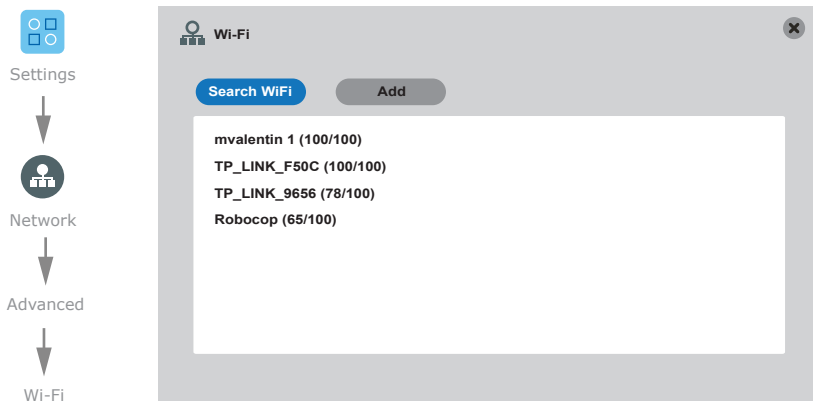 Settings
Network
Advanced
Wi-Fi
Wi-Fi
Search WiFi
Add
mvalentin 1 (100/100)
TP_LINK_F50C (100/100)
TP_LINK_9656 (78/100)
Robocop (65/100)